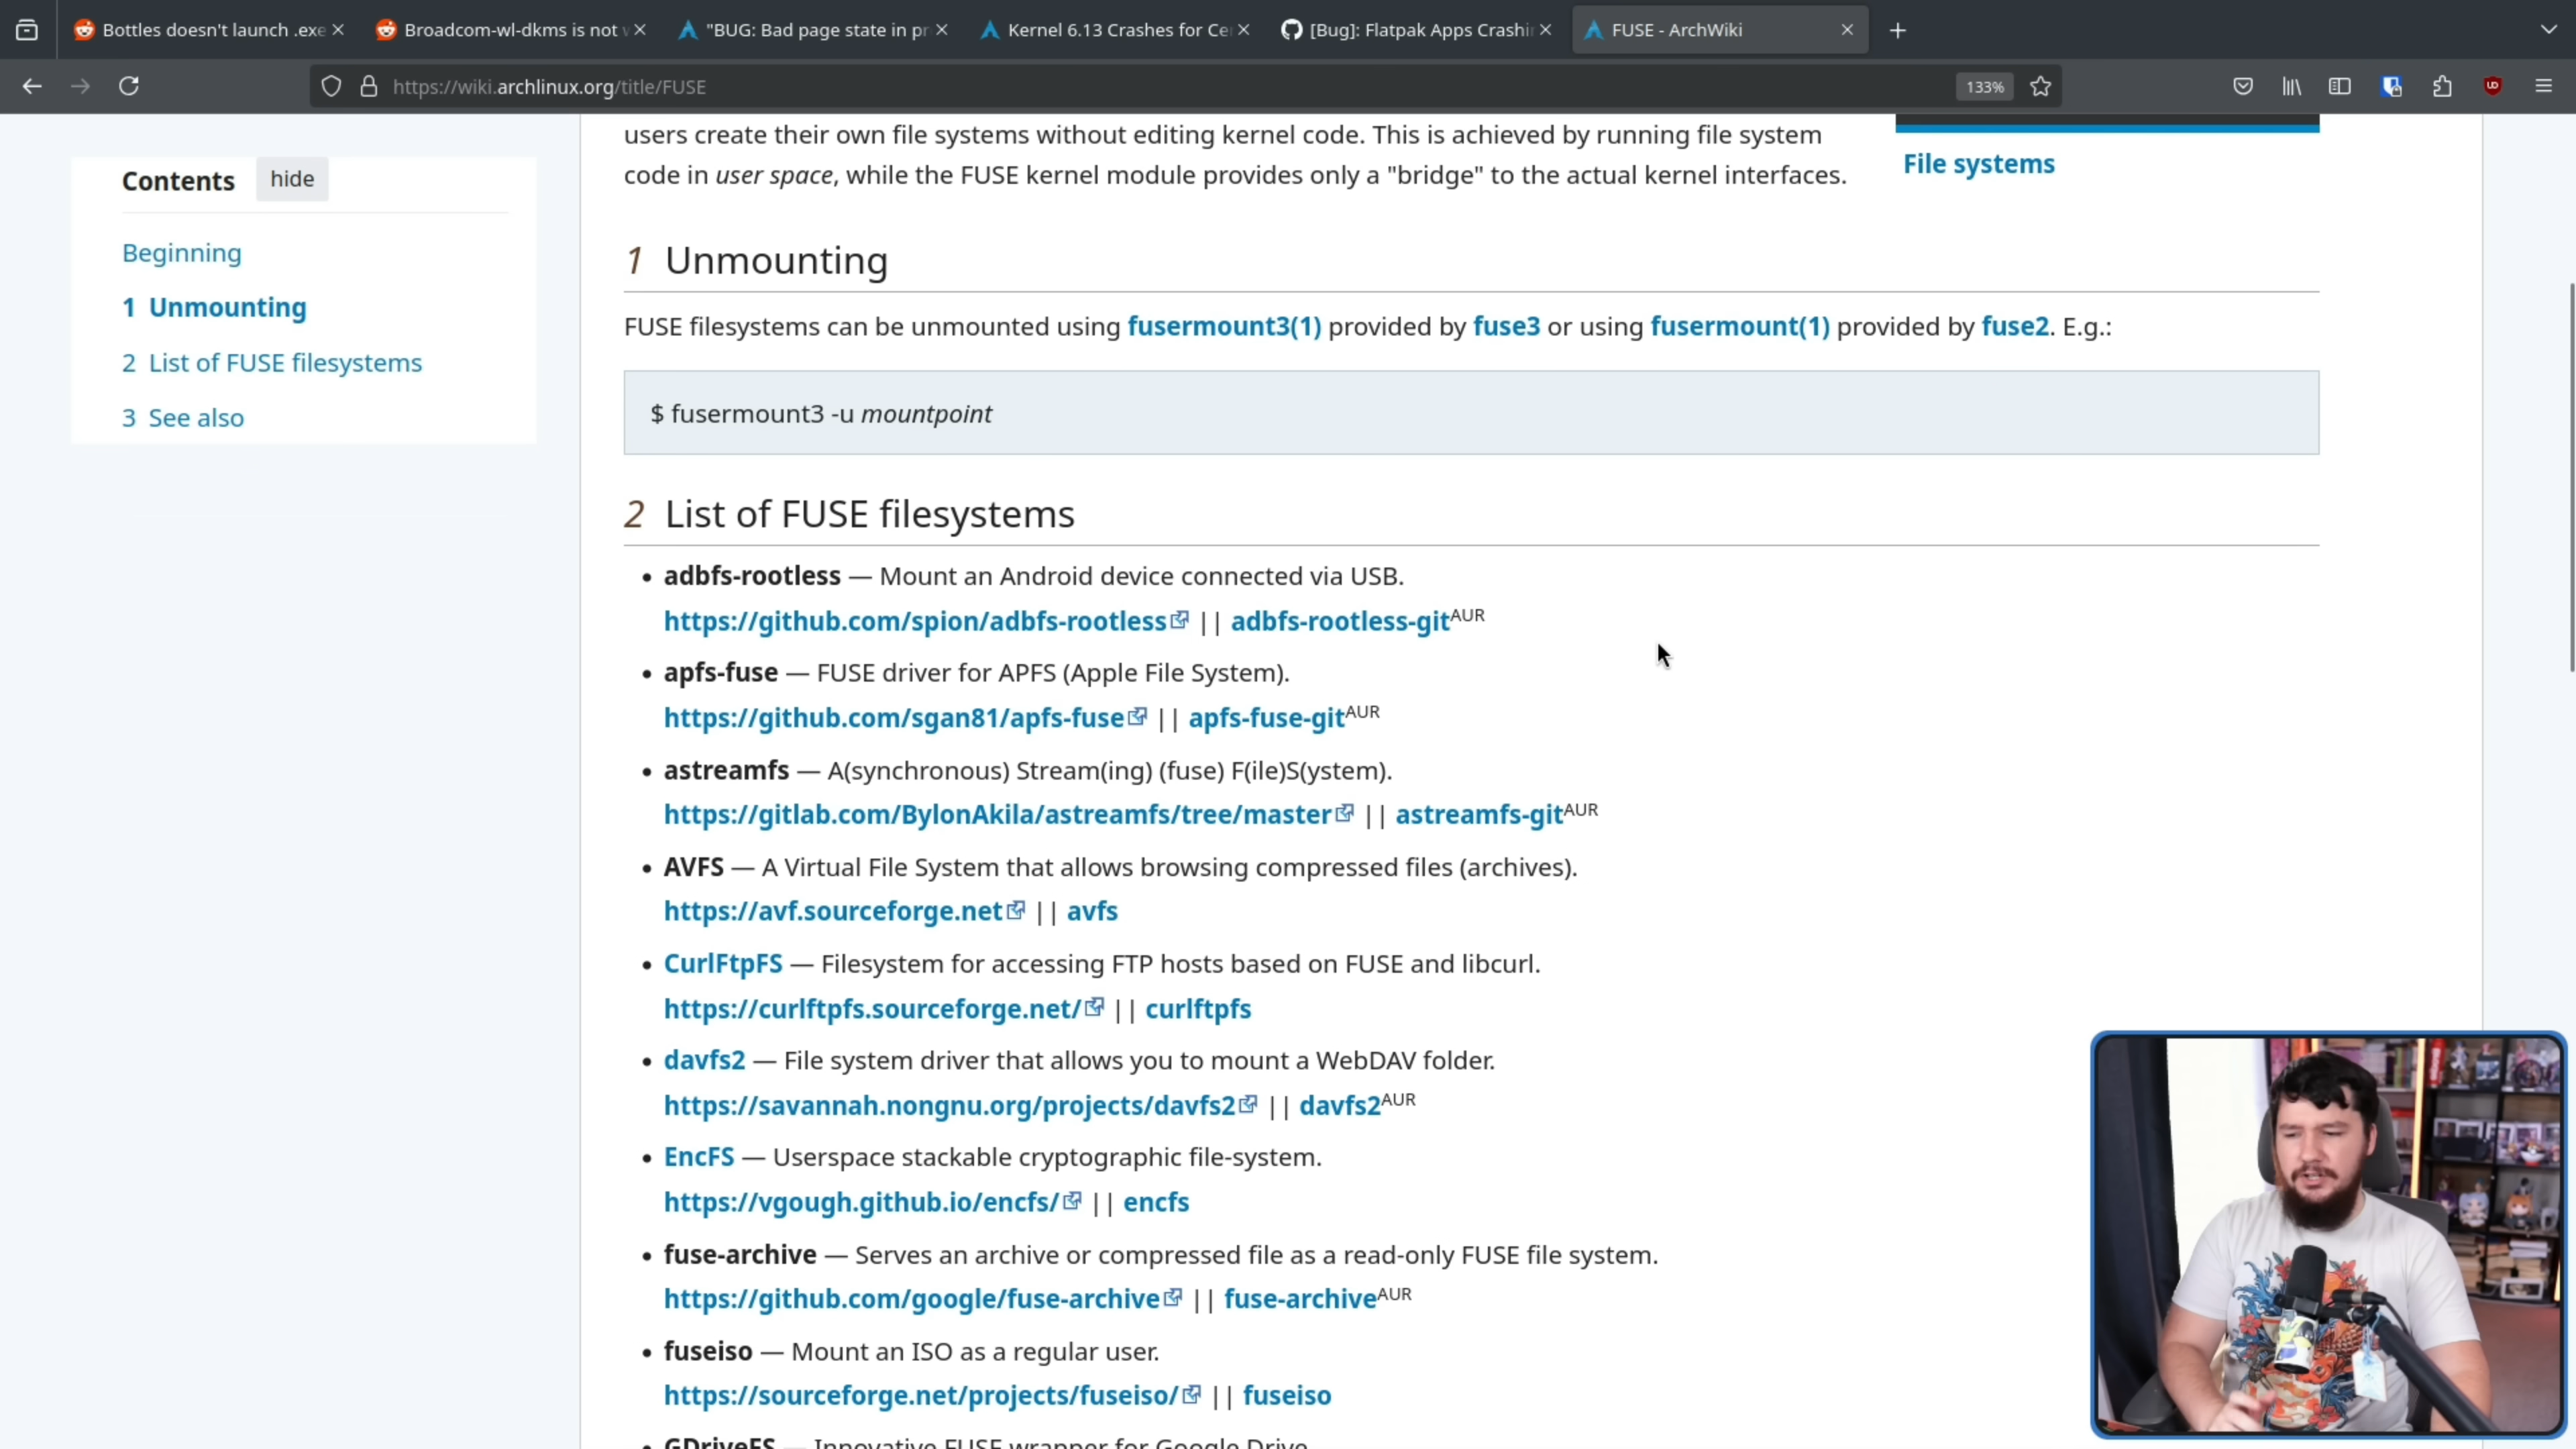 Bottles doesn't launch .exe
Broadcom-wl-dkms is not
"BUG: Bad page state in pr
Kernel 6.13 Crashes for Ce
[Bug]: Flatpak Apps Crashi
FUSE - ArchWiki
https://wiki.archlinux.org/title/FUSE
133%
Contents hide
Beginning
1 Unmounting
2 List of FUSE filesystems
3 See also
users create their own file systems without editing kernel code. This is achieved by running file system
code in user space, while the FUSE kernel module provides only a "bridge" to the actual kernel interfaces.
File systems
1 Unmounting
FUSE filesystems can be unmounted using fusermount3(1) provided by fuse3 or using fusermount(1) provided by fuse2. E.g.:
$ fusermount3 -u mountpoint
2 List of FUSE filesystems
• adbfs-rootless — Mount an Android device connected via USB.
https://github.com/spion/adbfs-rootless || adbfs-rootless-gitAUR
• apfs-fuse — FUSE driver for APFS (Apple File System).
https://github.com/sgan81/apfs-fuse || apfs-fuse-gitAUR
• astreamfs — A(synchronous) Stream(ing) (fuse) F(ile)S(ystem).
https://gitlab.com/BylonAkila/astreamfs/tree/master || astreamfs-gitAUR
• AVFS — A Virtual File System that allows browsing compressed files (archives).
https://avf.sourceforge.net || avfs
• CurlFtpFS — Filesystem for accessing FTP hosts based on FUSE and libcurl.
https://curlftpfs.sourceforge.net/ || curlftpfs
• davfs2 — File system driver that allows you to mount a WebDAV folder.
https://savannah.nongnu.org/projects/davfs2 || davfs2AUR
• EncFS — Userspace stackable cryptographic file-system.
https://vgough.github.io/encfs/ || encfs
• fuse-archive — Serves an archive or compressed file as a read-only FUSE file system.
https://github.com/google/fuse-archive || fuse-archiveAUR
• fuseiso — Mount an ISO as a regular user.
https://sourceforge.net/projects/fuseiso/ || fuseiso
• GDriveFS — Innovative FUSE wrapper for Google Drive.